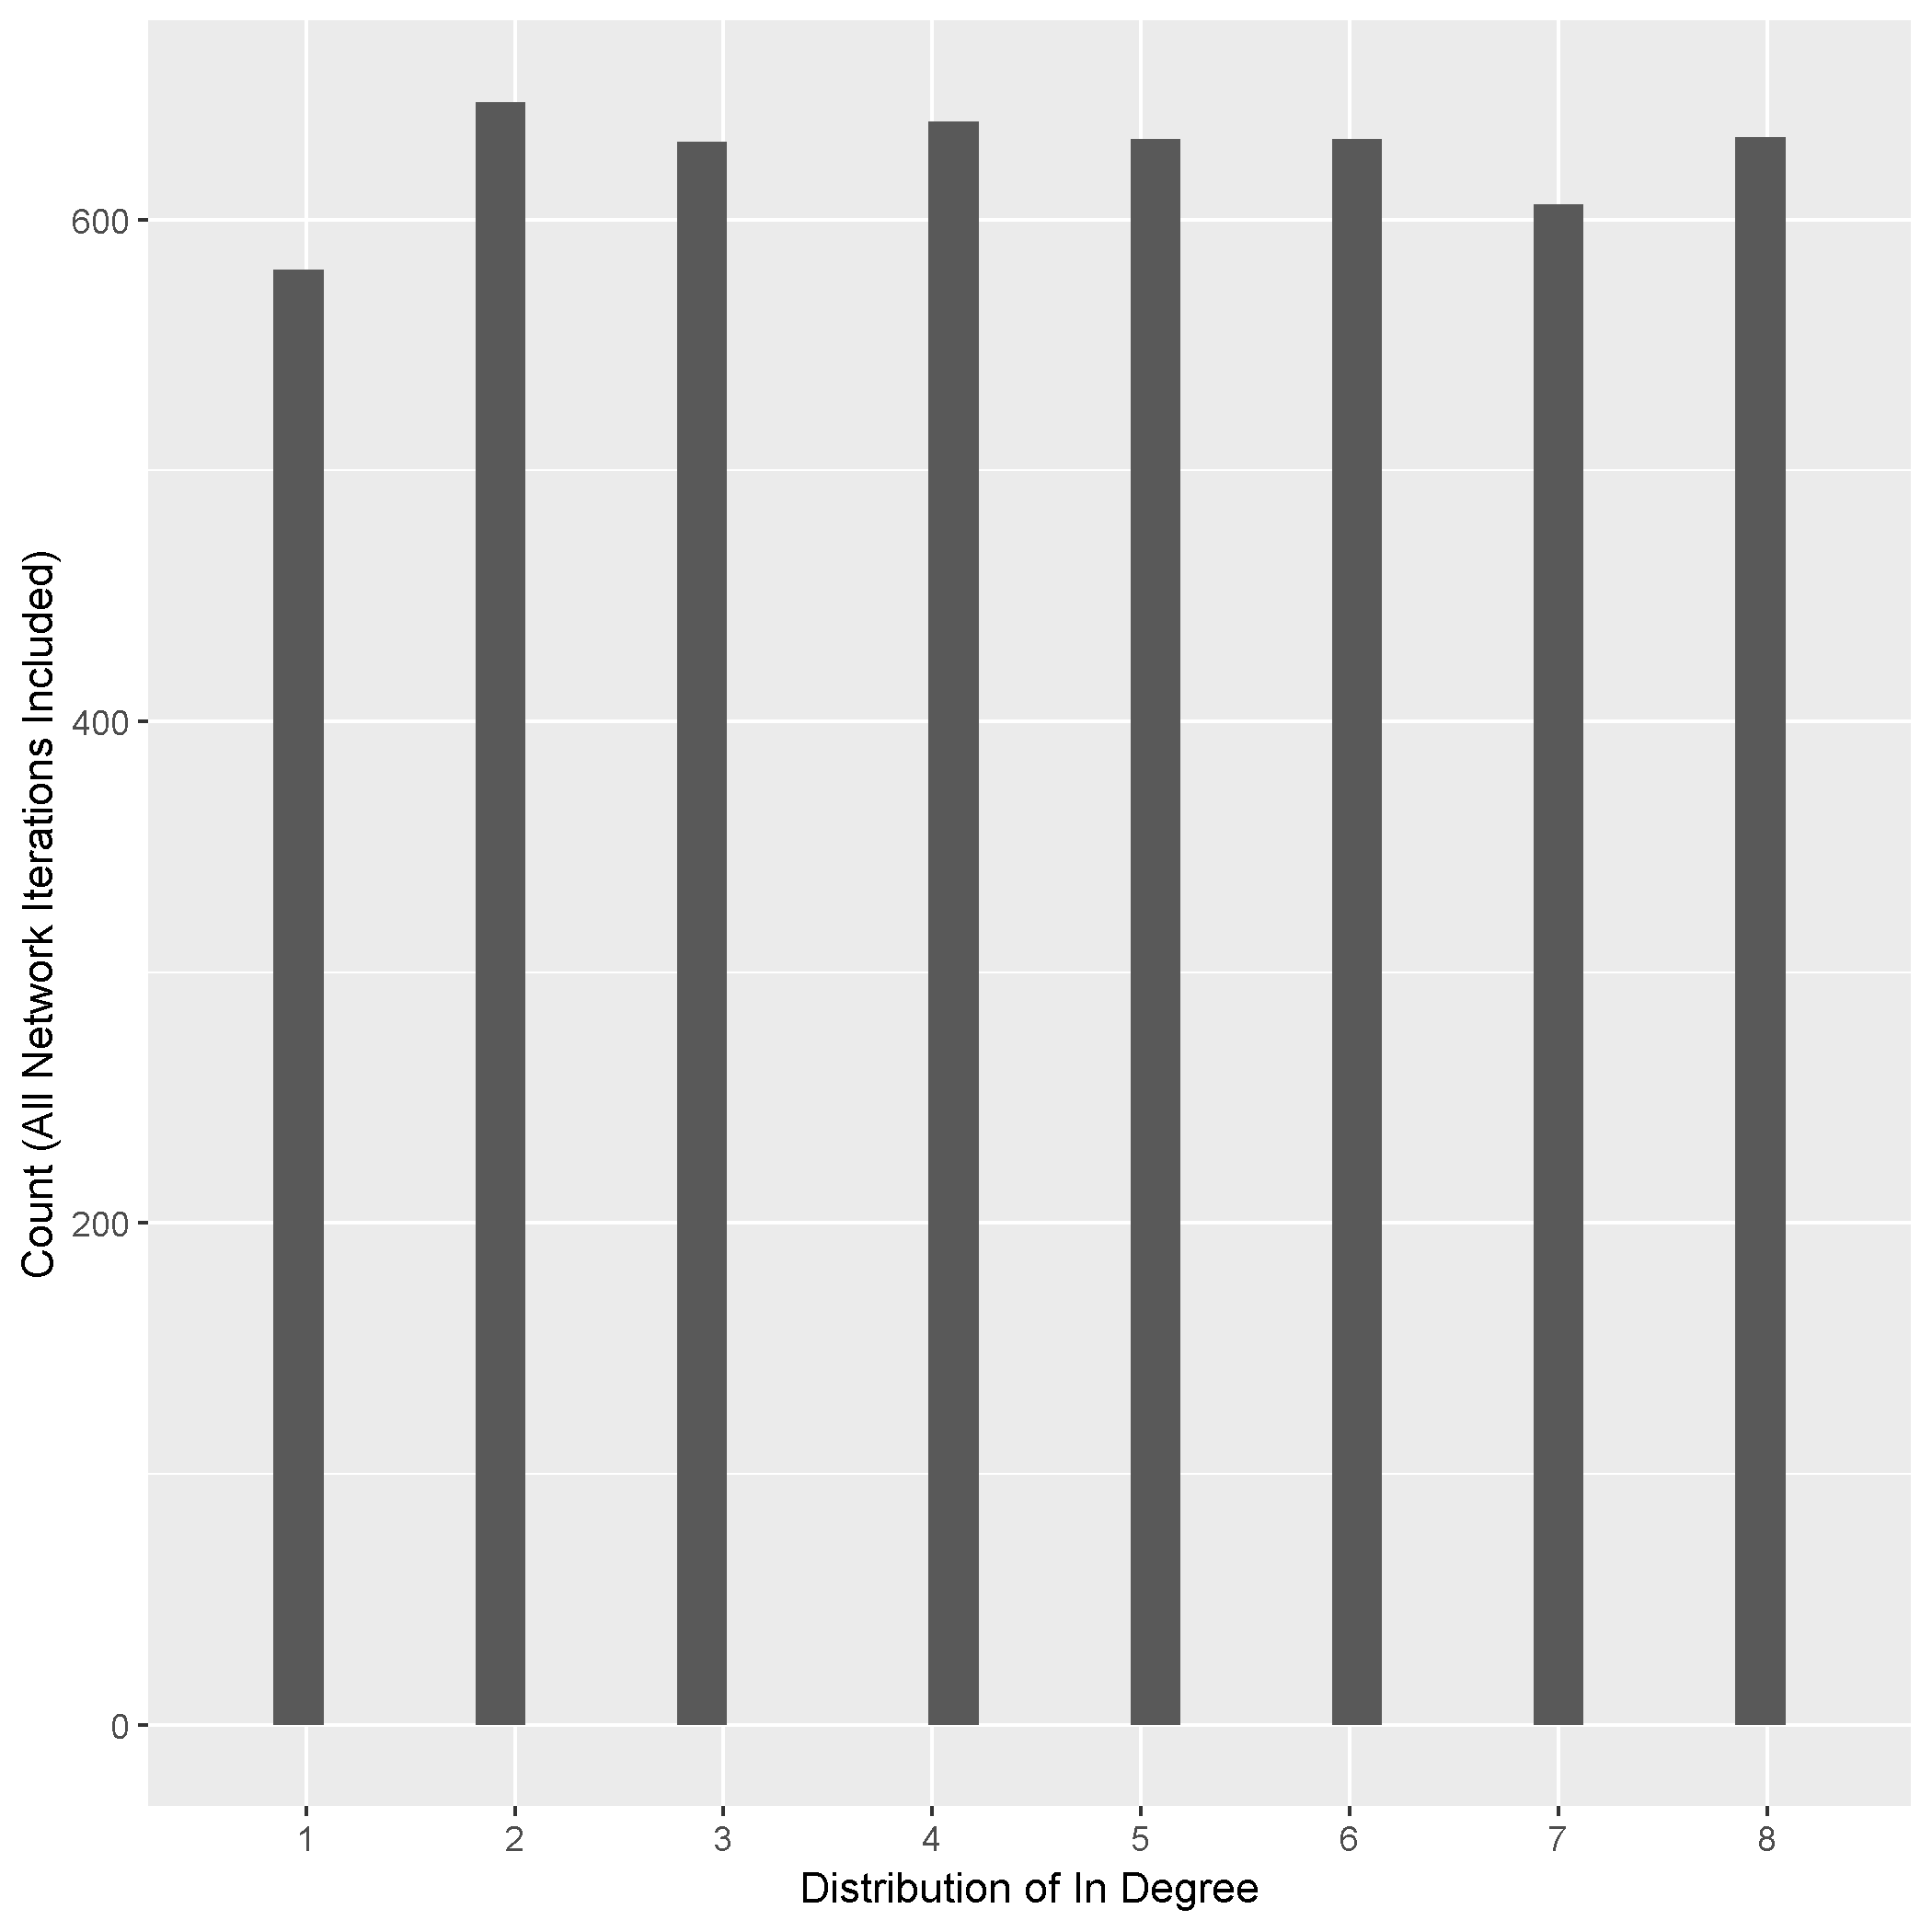 Count (All Network Iterations Included)
600
400
200
0
1 2 3 4 5 6 7 8
Distribution of In Degree